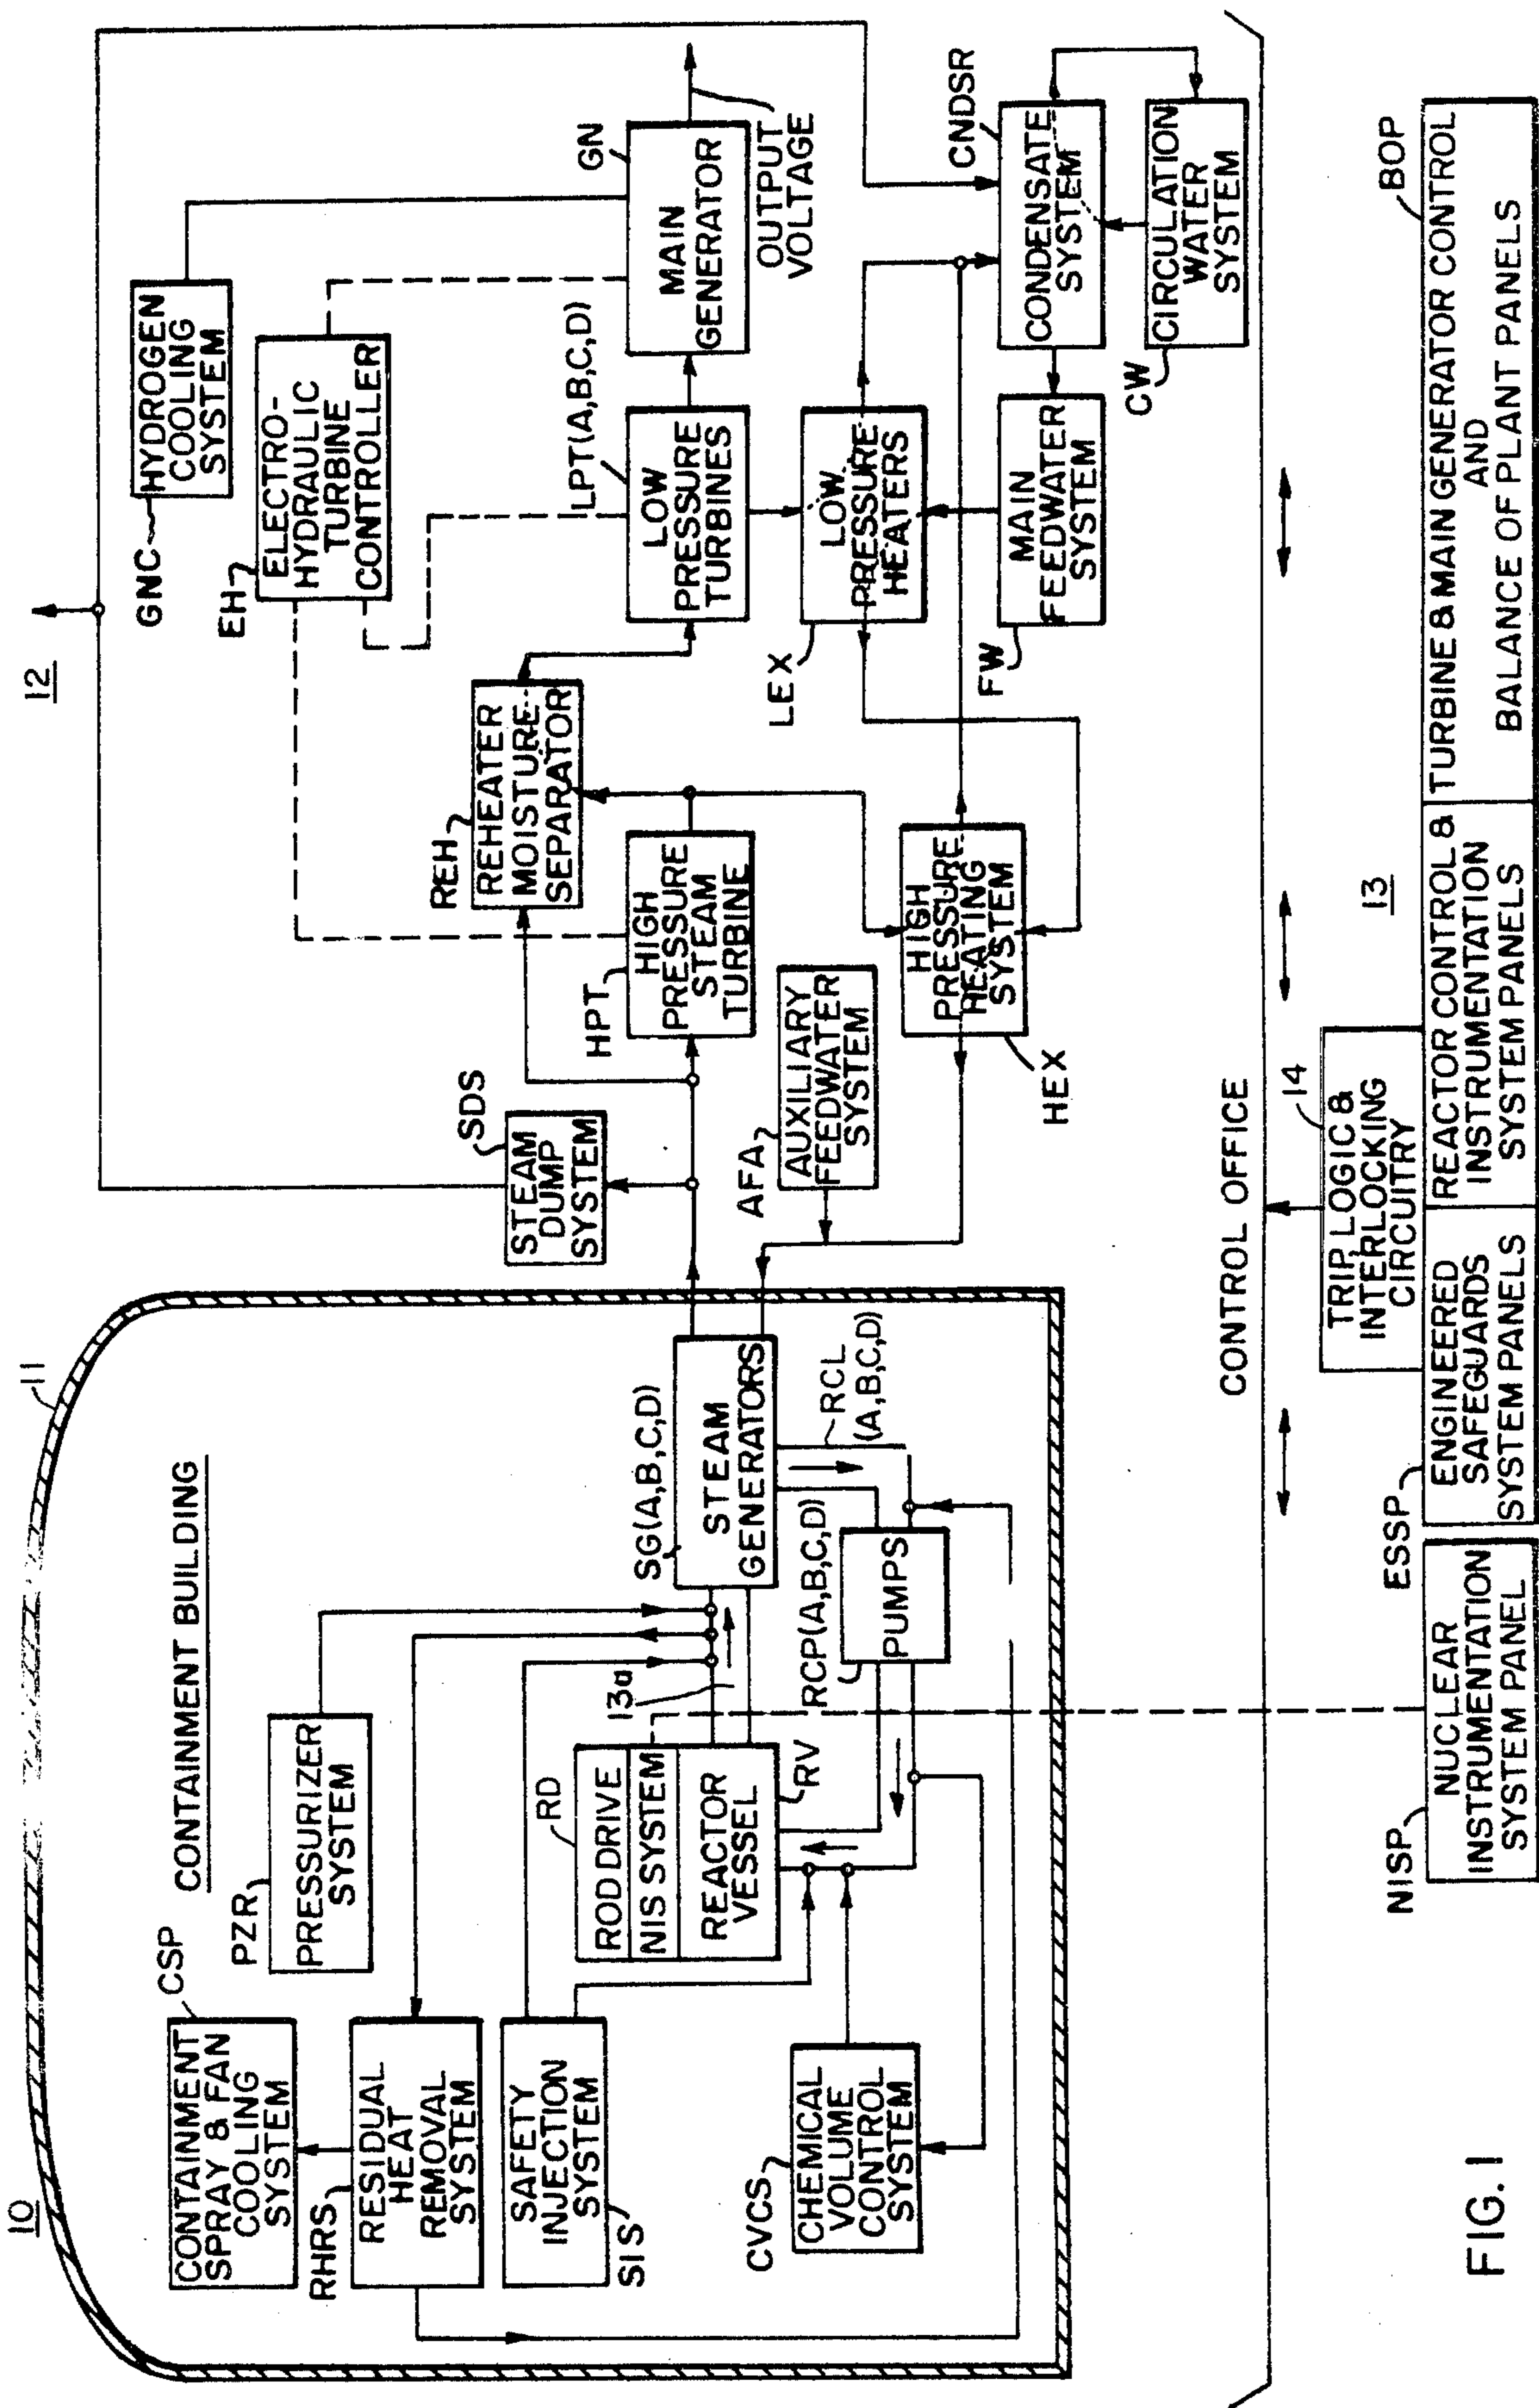 10
11
12
CONTAINMENT BUILDING
CSP
CONTAINMENT
SPRAY & FAN
COOLING
SYSTEM
PZR
PRESSURIZER
SYSTEM
RHRS
RESIDUAL
HEAT
REMOVAL
SYSTEM
SAFETY
INJECTION
SYSTEM
SIS
CVCS
CHEMICAL
VOLUME
CONTROL
SYSTEM
RD
ROD DRIVE
NIS SYSTEM
REACTOR
VESSEL
RV
13a
SG(A,B,C,D)
STEAM
GENERATORS
RCL
(A,B,C,D)
RCP(A,B,C,D)
PUMPS
SDS
STEAM
DUMP
SYSTEM
AFA
AUXILIARY
FEEDWATER
SYSTEM
HPT
HIGH
PRESSURE
STEAM
TURBINE
REH
REHEATER
MOISTURE
SEPARATOR
HIGH
PRESSURE
HEATING
SYSTEM
HEX
GNC
HYDROGEN
COOLING
SYSTEM
EH
ELECTRO-
HYDRAULIC
TURBINE
CONTROLLER
LPT(A,B,C,D)
LOW
PRESSURE
TURBINES
GN
MAIN
GENERATOR
OUTPUT
VOLTAGE
LEX
LOW
PRESSURE
HEATERS
FW
MAIN
FEEDWATER
SYSTEM
CNDSR
CONDENSATE
SYSTEM
CW
CIRCULATION
WATER
SYSTEM
CONTROL OFFICE
14
TRIP LOGIC &
INTERLOCKING
CIRCUITRY
13
NISP
NUCLEAR
INSTRUMENTATION
SYSTEM PANEL
ESSP
ENGINEERED
SAFEGUARDS
SYSTEM PANELS
REACTOR CONTROL &
INSTRUMENTATION
SYSTEM PANELS
BOP
TURBINE & MAIN GENERATOR CONTROL
AND
BALANCE OF PLANT PANELS
FIG. 1